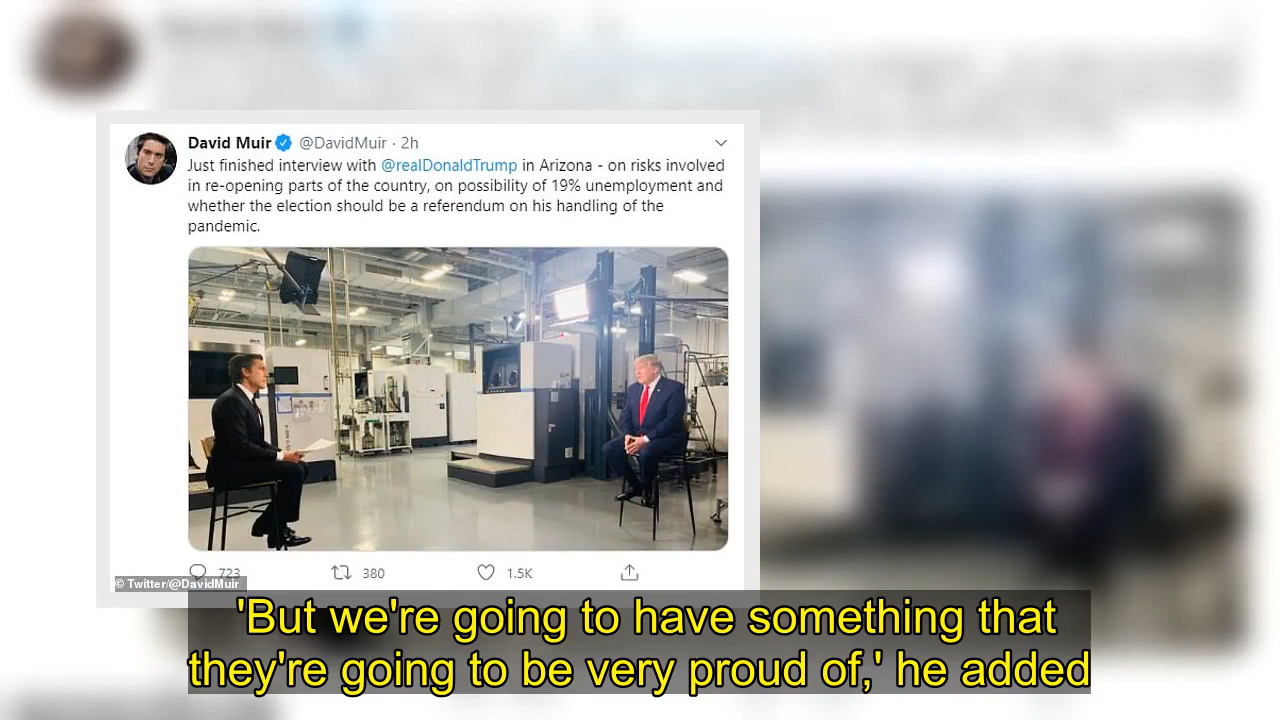 David Muir @DavidMuir · 2h
Just finished interview with @realDonaldTrump in Arizona - on risks involved
in re-opening parts of the country, on possibility of 19% unemployment and
whether the election should be a referendum on his handling of the
pandemic.
723 380 1.5K
© Twitter/@DavidMuir
'But we're going to have something that
they're going to be very proud of,' he added